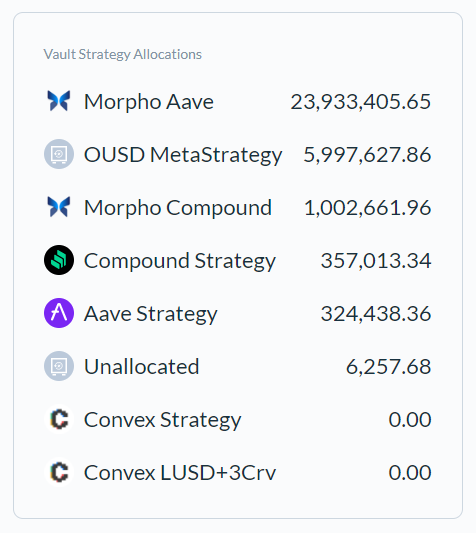 Vault Strategy Allocations
Morpho Aave 23,933,405.65
OUSD MetaStrategy 5,997,627.86
Morpho Compound 1,002,661.96
Compound Strategy 357,013.34
Aave Strategy 324,438.36
Unallocated 6,257.68
Convex Strategy 0.00
Convex LUSD+3Crv 0.00